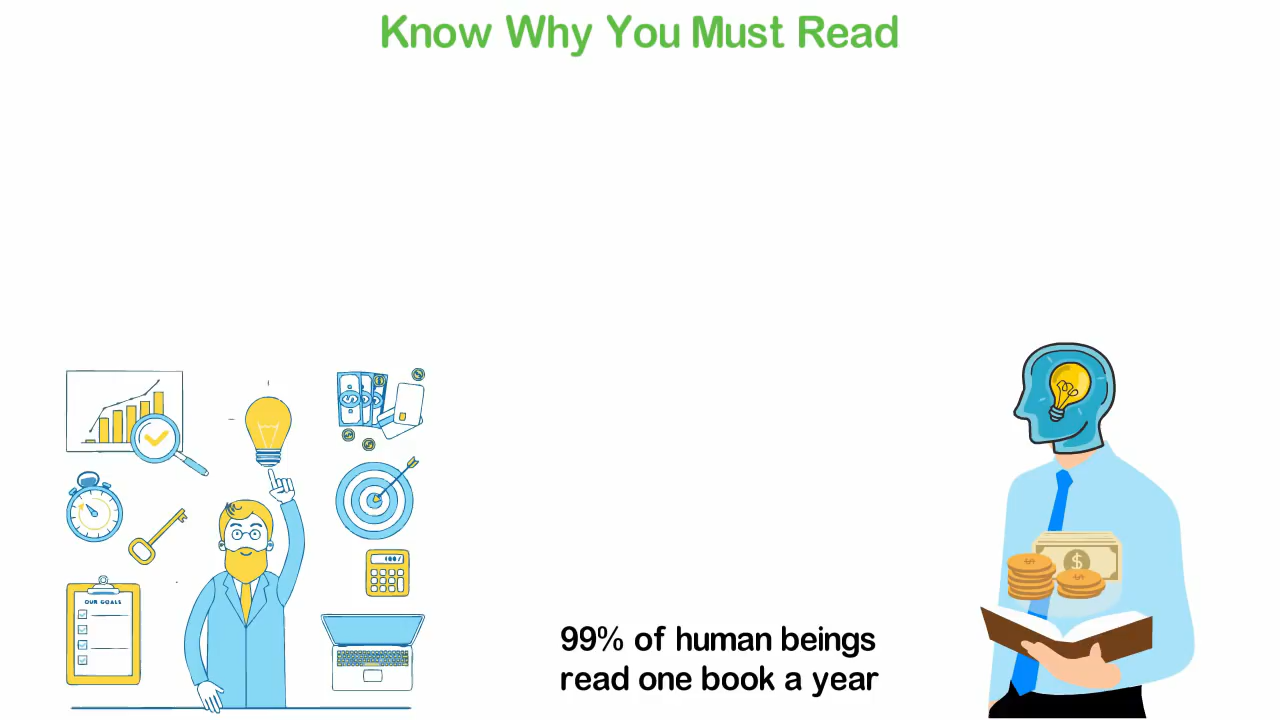 Know Why You Must Read
OUR GOALS
99% of human beings
read one book a year